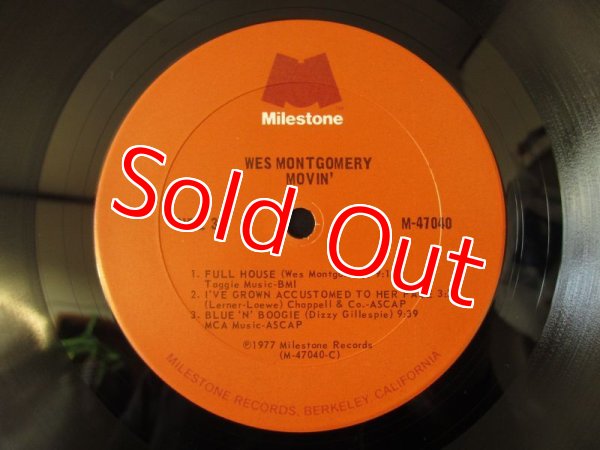 Milestone
WES MONTGOMERY
MOVIN'
Sold Out
3
M-47040
1. FULL HOUSE (Wes
Taggie Music-BMI
2. I'VE GROWN ACCUSTOMED TO HER
(Lerner-Loewe) Chappell & Co.-ASCAP
3. BLUE 'N' BOOGIE (Dizzy Gillespie) 9:39
MCA Music-ASCAP
℗1977 Milestone Records
(M-47040-C)
MILESTONE RECORDS, BERKELEY, CALIFORNIA